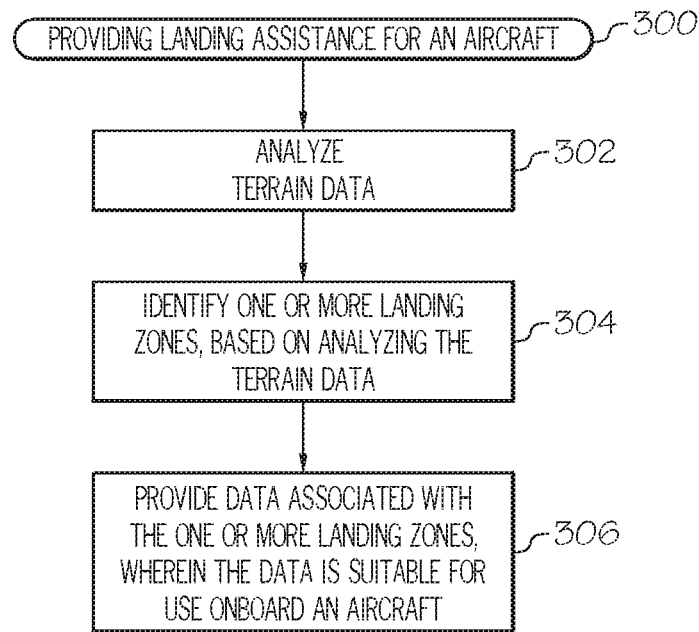 PROVIDING LANDING ASSISTANCE FOR AN AIRCRAFT
300
ANALYZE
TERRAIN DATA
302
IDENTIFY ONE OR MORE LANDING
ZONES, BASED ON ANALYZING THE
TERRAIN DATA
304
PROVIDE DATA ASSOCIATED WITH
THE ONE OR MORE LANDING ZONES,
WHEREIN THE DATA IS SUITABLE FOR
USE ONBOARD AN AIRCRAFT
306